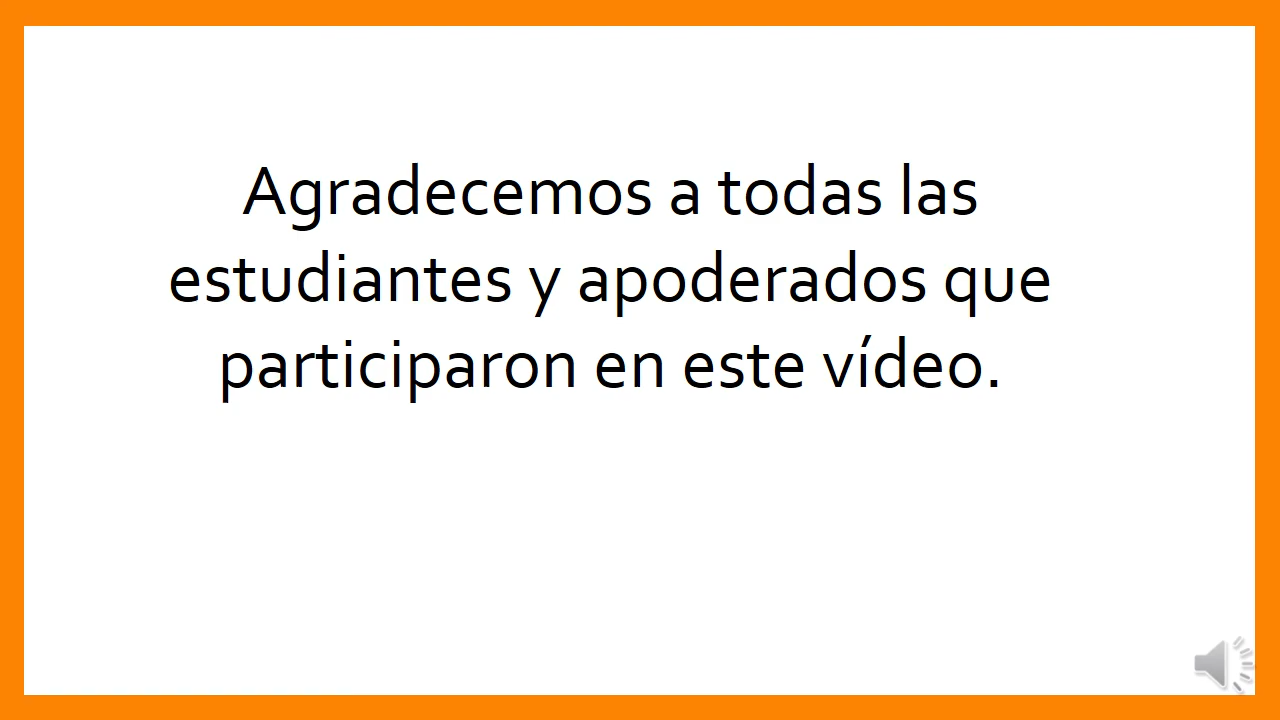 Agradecemos a todas las
estudiantes y apoderados que
participaron en este vídeo.